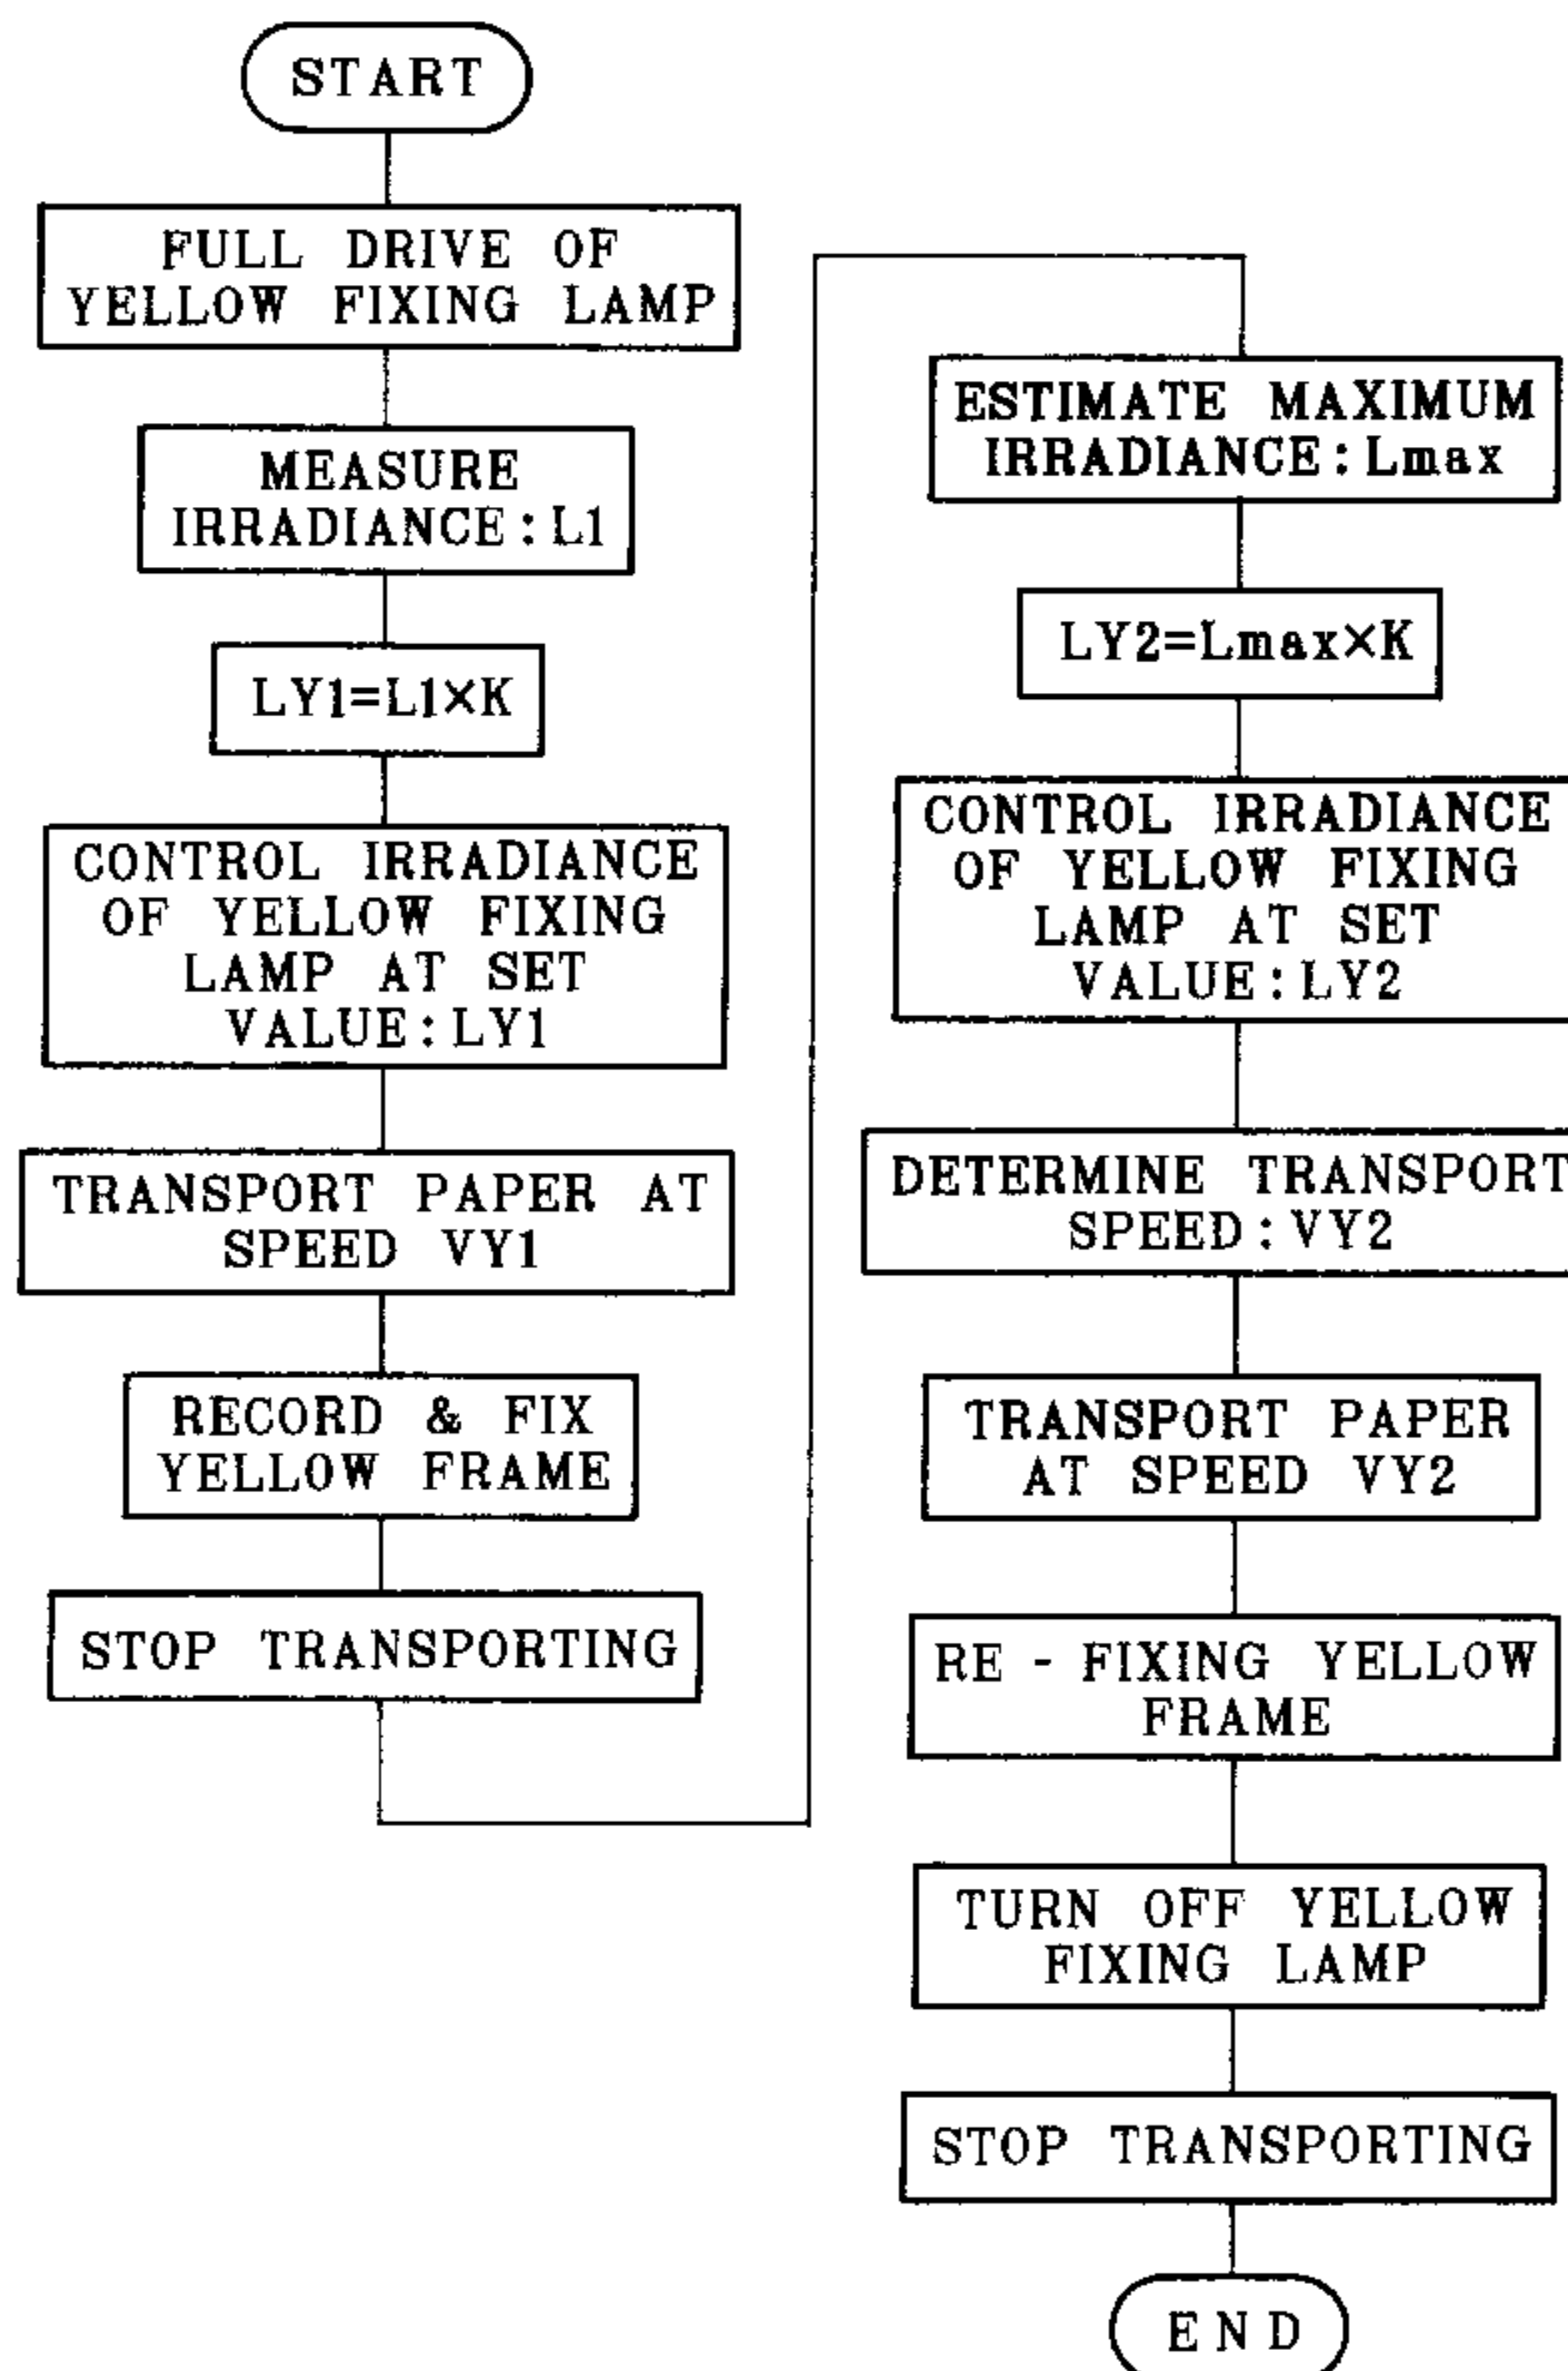 START
FULL DRIVE OF
YELLOW FIXING LAMP
MEASURE
IRRADIANCE:L1
LY1=L1×K
CONTROL IRRADIANCE
OF YELLOW FIXING
LAMP AT SET
VALUE:LY1
TRANSPORT PAPER AT
SPEED VY1
RECORD & FIX
YELLOW FRAME
STOP TRANSPORTING
ESTIMATE MAXIMUM
IRRADIANCE:Lmax
LY2=Lmax×K
CONTROL IRRADIANCE
OF YELLOW FIXING
LAMP AT SET
VALUE:LY2
DETERMINE TRANSPORT
SPEED:VY2
TRANSPORT PAPER
AT SPEED VY2
RE - FIXING YELLOW
FRAME
TURN OFF YELLOW
FIXING LAMP
STOP TRANSPORTING
END